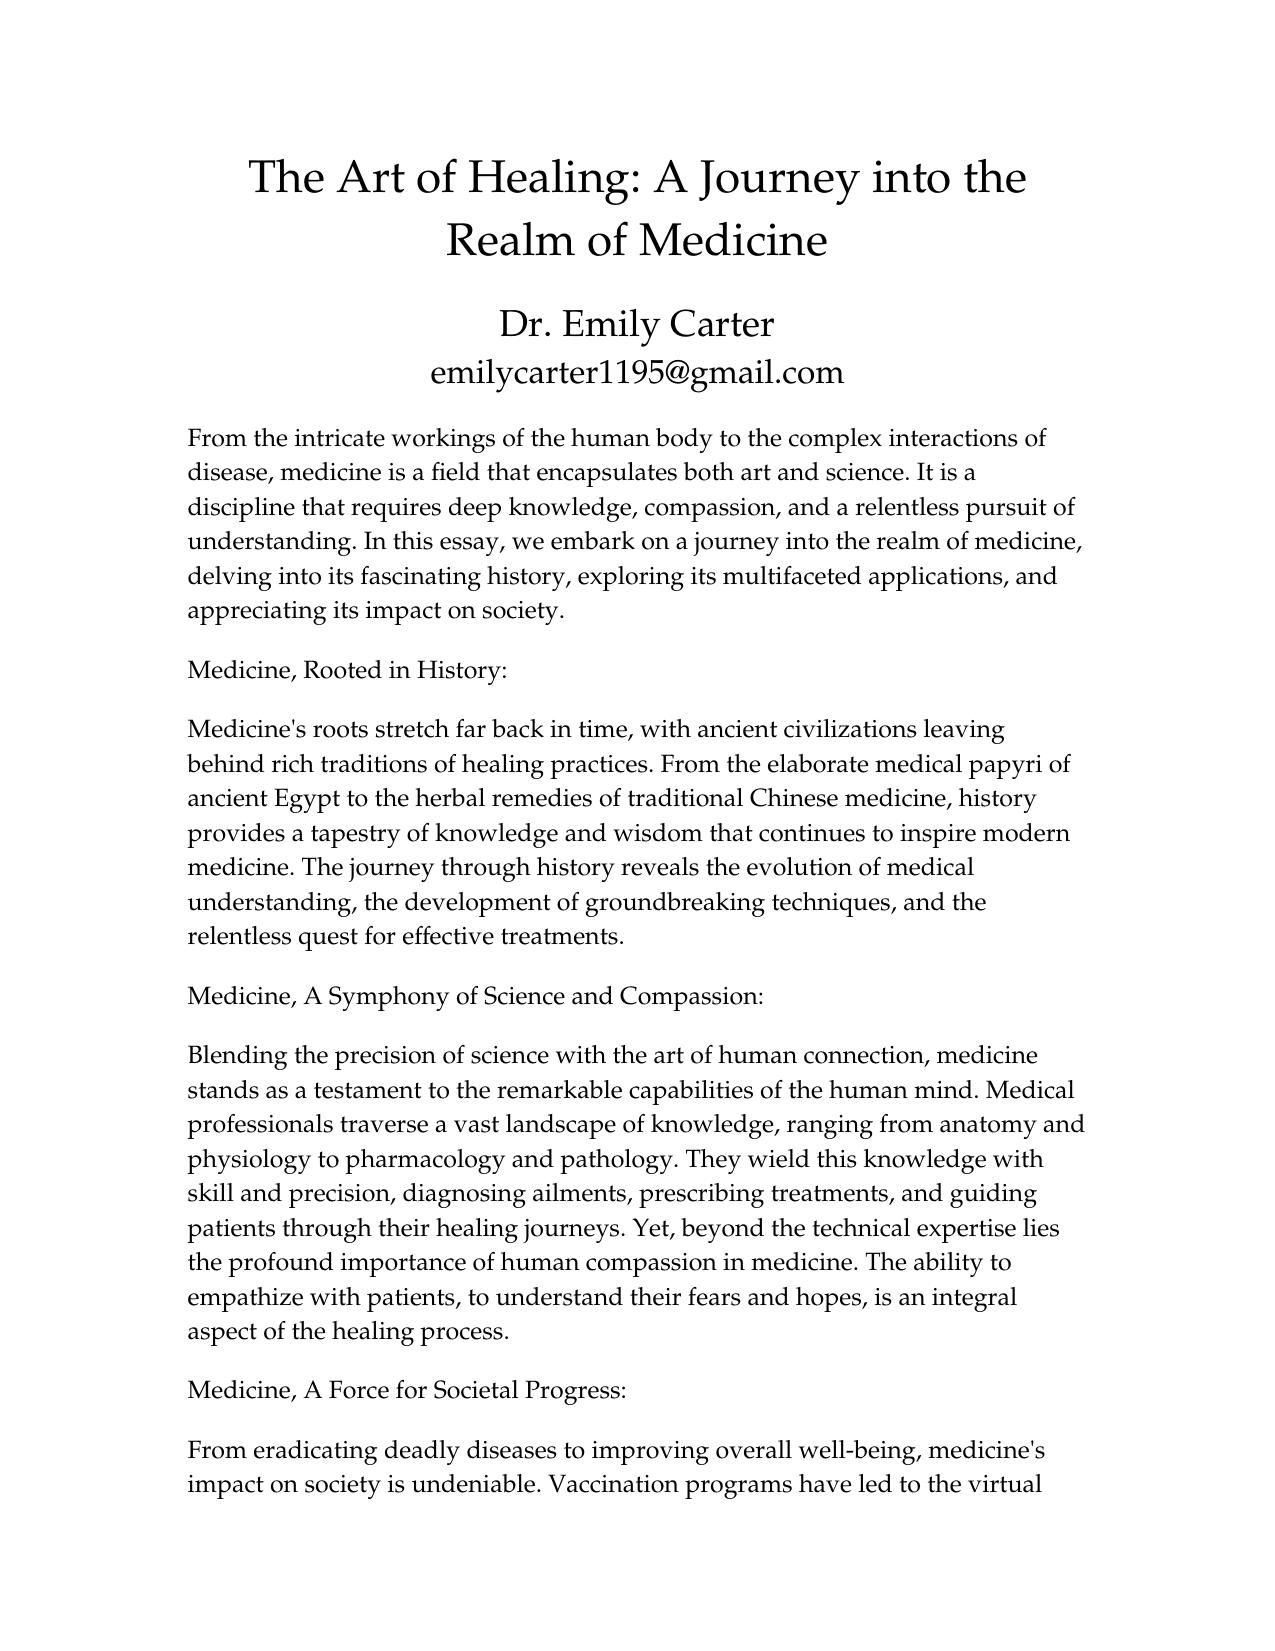 The Art of Healing: A Journey into the
Realm of Medicine
Dr. Emily Carter
emilycarter1195@gmail.com
From the intricate workings of the human body to the complex interactions of
disease, medicine is a field that encapsulates both art and science. It is a
discipline that requires deep knowledge, compassion, and a relentless pursuit of
understanding. In this essay, we embark on a journey into the realm of medicine,
delving into its fascinating history, exploring its multifaceted applications, and
appreciating its impact on society.
Medicine, Rooted in History:
Medicine's roots stretch far back in time, with ancient civilizations leaving
behind rich traditions of healing practices. From the elaborate medical papyri of
ancient Egypt to the herbal remedies of traditional Chinese medicine, history
provides a tapestry of knowledge and wisdom that continues to inspire modern
medicine. The journey through history reveals the evolution of medical
understanding, the development of groundbreaking techniques, and the
relentless quest for effective treatments.
Medicine, A Symphony of Science and Compassion:
Blending the precision of science with the art of human connection, medicine
stands as a testament to the remarkable capabilities of the human mind. Medical
professionals traverse a vast landscape of knowledge, ranging from anatomy and
physiology to pharmacology and pathology. They wield this knowledge with
skill and precision, diagnosing ailments, prescribing treatments, and guiding
patients through their healing journeys. Yet, beyond the technical expertise lies
the profound importance of human compassion in medicine. The ability to
empathize with patients, to understand their fears and hopes, is an integral
aspect of the healing process.
Medicine, A Force for Societal Progress:
From eradicating deadly diseases to improving overall well-being, medicine's
impact on society is undeniable. Vaccination programs have led to the virtual